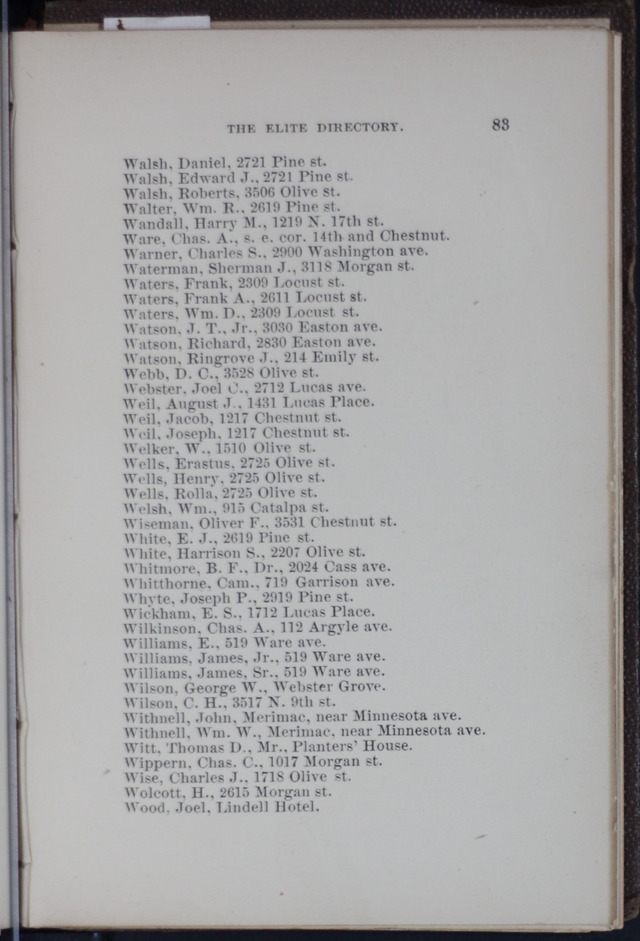 THE ELITE DIRECTORY. 83
Walsh, Daniel, 2721 Pine st.
Walsh, Edward J., 2721 Pine st.
Walsh, Roberts, 3506 Olive st.
Walter, Wm. R., 2619 Pine st.
Wandall, Harry M., 1219 N. 17th st.
Ware, Chas. A., s. e. cor. 14th and Chestnut.
Warner, Charles S., 2900 Washington ave.
Waterman, Sherman J., 3118 Morgan st.
Waters, Frank, 2309 Locust st.
Waters, Frank A., 2611 Locust st.
Waters, Wm. D., 2309 Locust st.
Watson, J. T., Jr., 3030 Easton ave.
Watson, Richard, 2830 Easton ave.
Watson, Ringrove J., 214 Emily st.
Webb, D. C., 3528 Olive st.
Webster, Joel C., 2712 Lucas ave.
Weil, August J., 1431 Lucas Place.
Weil, Jacob, 1217 Chestnut st.
Weil, Joseph, 1217 Chestnut st.
Welker, W., 1510 Olive st.
Wells, Erastus, 2725 Olive st.
Wells, Henry, 2725 Olive st.
Wells, Rolla, 2725 Olive st.
Welsh, Wm., 915 Catalpa st.
Wiseman, Oliver F., 3531 Chestnut st.
White, E. J., 2619 Pine st.
White, Harrison S., 2207 Olive st.
Whitmore, B. F., Dr., 2024 Cass ave.
Whitthorne, Cam., 719 Garrison ave.
Whyte, Joseph P., 2919 Pine st.
Wickham, E. S., 1712 Lucas Place.
Wilkinson, Chas. A., 112 Argyle ave.
Williams, E., 519 Ware ave.
Williams, James, Jr., 519 Ware ave.
Williams, James, Sr., 519 Ware ave.
Wilson, George W., Webster Grove.
Wilson, C. H., 3517 N. 9th st.
Withnell, John, Merimac, near Minnesota ave.
Withnell, Wm. W., Merimac, near Minnesota ave.
Witt, Thomas D., Mr., Planters' House.
Wippern, Chas. C., 1017 Morgan st.
Wise, Charles J., 1718 Olive st.
Wolcott, H., 2615 Morgan st.
Wood, Joel, Lindell Hotel.